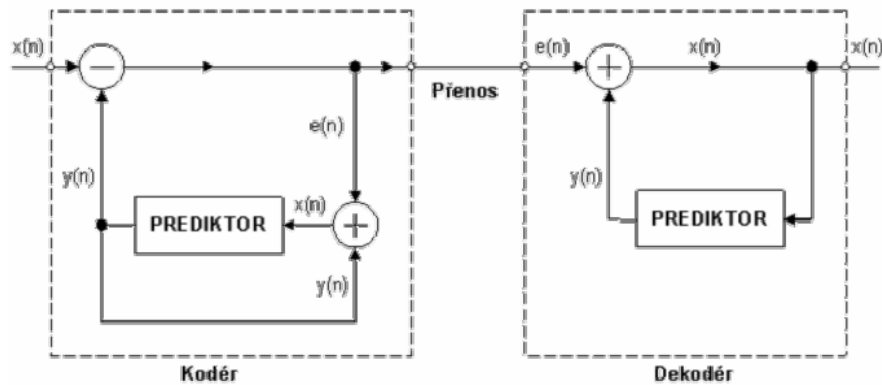 x(n)
−
e(n)
y(n)
PREDIKTOR
x(n)
+
y(n)
Kodér
Přenos
e(n)
+
x(n)
x(n)
y(n)
PREDIKTOR
Dekodér